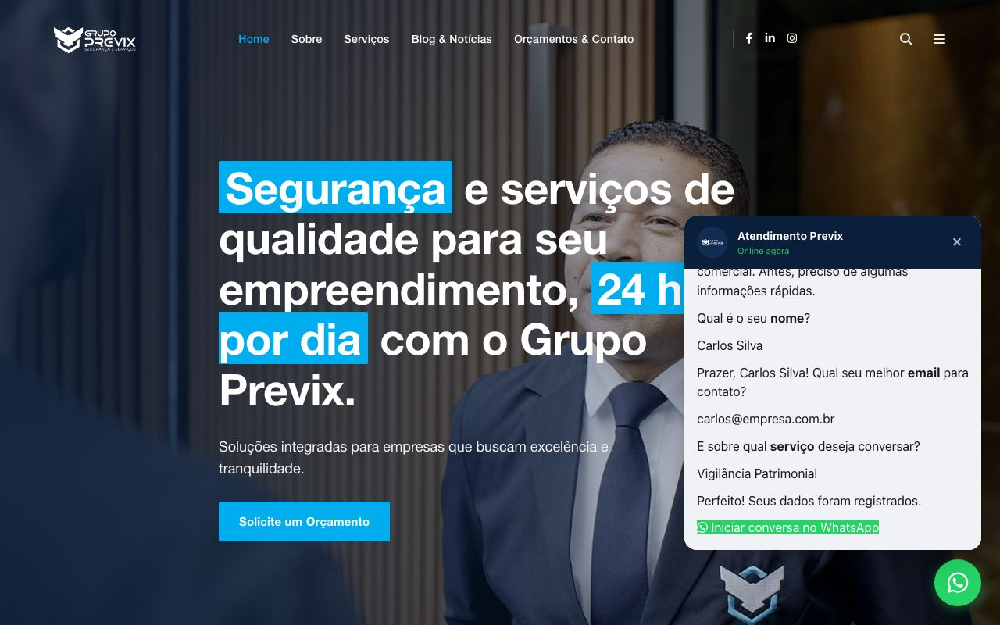 GRUPO
PREVIX
SEGURANÇA E SERVIÇOS
Home
Sobre
Serviços
Blog & Notícias
Orçamentos & Contato
Segurança e serviços de
qualidade para seu
empreendimento, 24 h
por dia com o Grupo
Previx.
Soluções integradas para empresas que buscam excelência e
tranquilidade.
Solicite um Orçamento
Atendimento Previx
Online agora
comercial. Antes, preciso de algumas
informações rápidas.
Qual é o seu nome?
Carlos Silva
Prazer, Carlos Silva! Qual seu melhor email para
contato?
carlos@empresa.com.br
E sobre qual serviço deseja conversar?
Vigilância Patrimonial
Perfeito! Seus dados foram registrados.
Iniciar conversa no WhatsApp